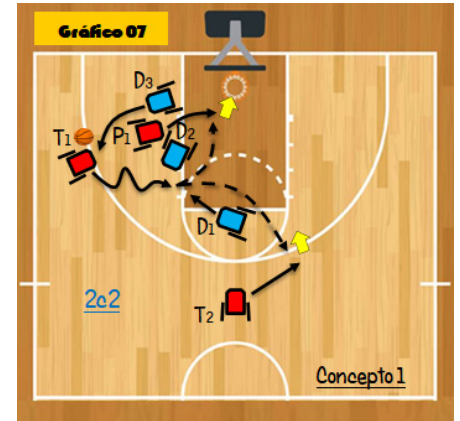 Gráfico 07
D3
T1
P1
D2
D1
2c2
T2
Concepto 1